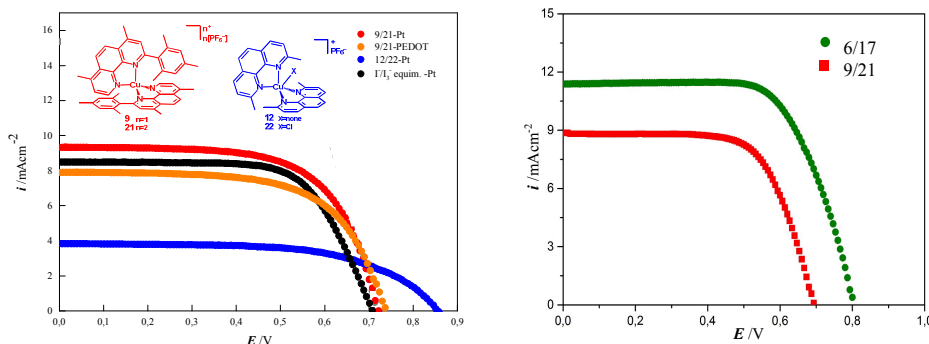 16
14
12
10
8
6
4
2
0
i /mAcm-2
0,0 0,1 0,2 0,3 0,4 0,5 0,6 0,7 0,8 0,9
E /V
n+
n[PF6-]
N
N
Cu
N
N
9 n=1
21 n=2
+
PF6-
N
X
N
Cu
N
N
12 X=none
22 X=Cl
9/21-Pt
9/21-PEDOT
12/22-Pt
I-/I3- equim. -Pt
15
12
9
6
3
0
i /mAcm-2
0,0 0,2 0,4 0,6 0,8 1,0
E /V
6/17
9/21